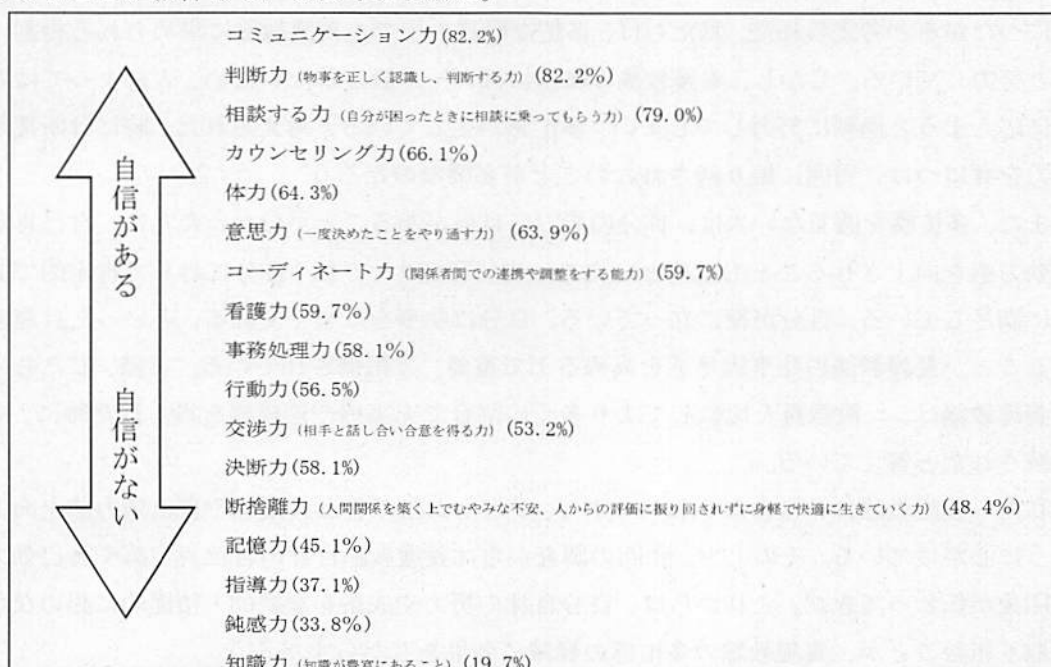 コミュニケーション力(82.2%)
判断力 (物事を正しく認識し、判断する力) (82.2%)
相談する力 (自分が困ったときに相談に乗ってもらう力) (79.0%)
カウンセリング力(66.1%)
体力(64.3%)
意思力 (一度決めたことをやり通す力) (63.9%)
コーディネート力 (関係者間での連携や調整をする能力) (59.7%)
看護力(59.7%)
事務処理力(58.1%)
行動力(56.5%)
交渉力 (相手と話し合い合意を得る力) (53.2%)
決断力(58.1%)
断捨離力 (人間関係を築く上でむやみな不安、人からの評価に振り回されずに身軽で快適に生きていく力) (48.4%)
記憶力(45.1%)
指導力(37.1%)
鈍感力(33.8%)
知識力 (知識が豊富にあること) (19.7%)
自信がある
自信がない